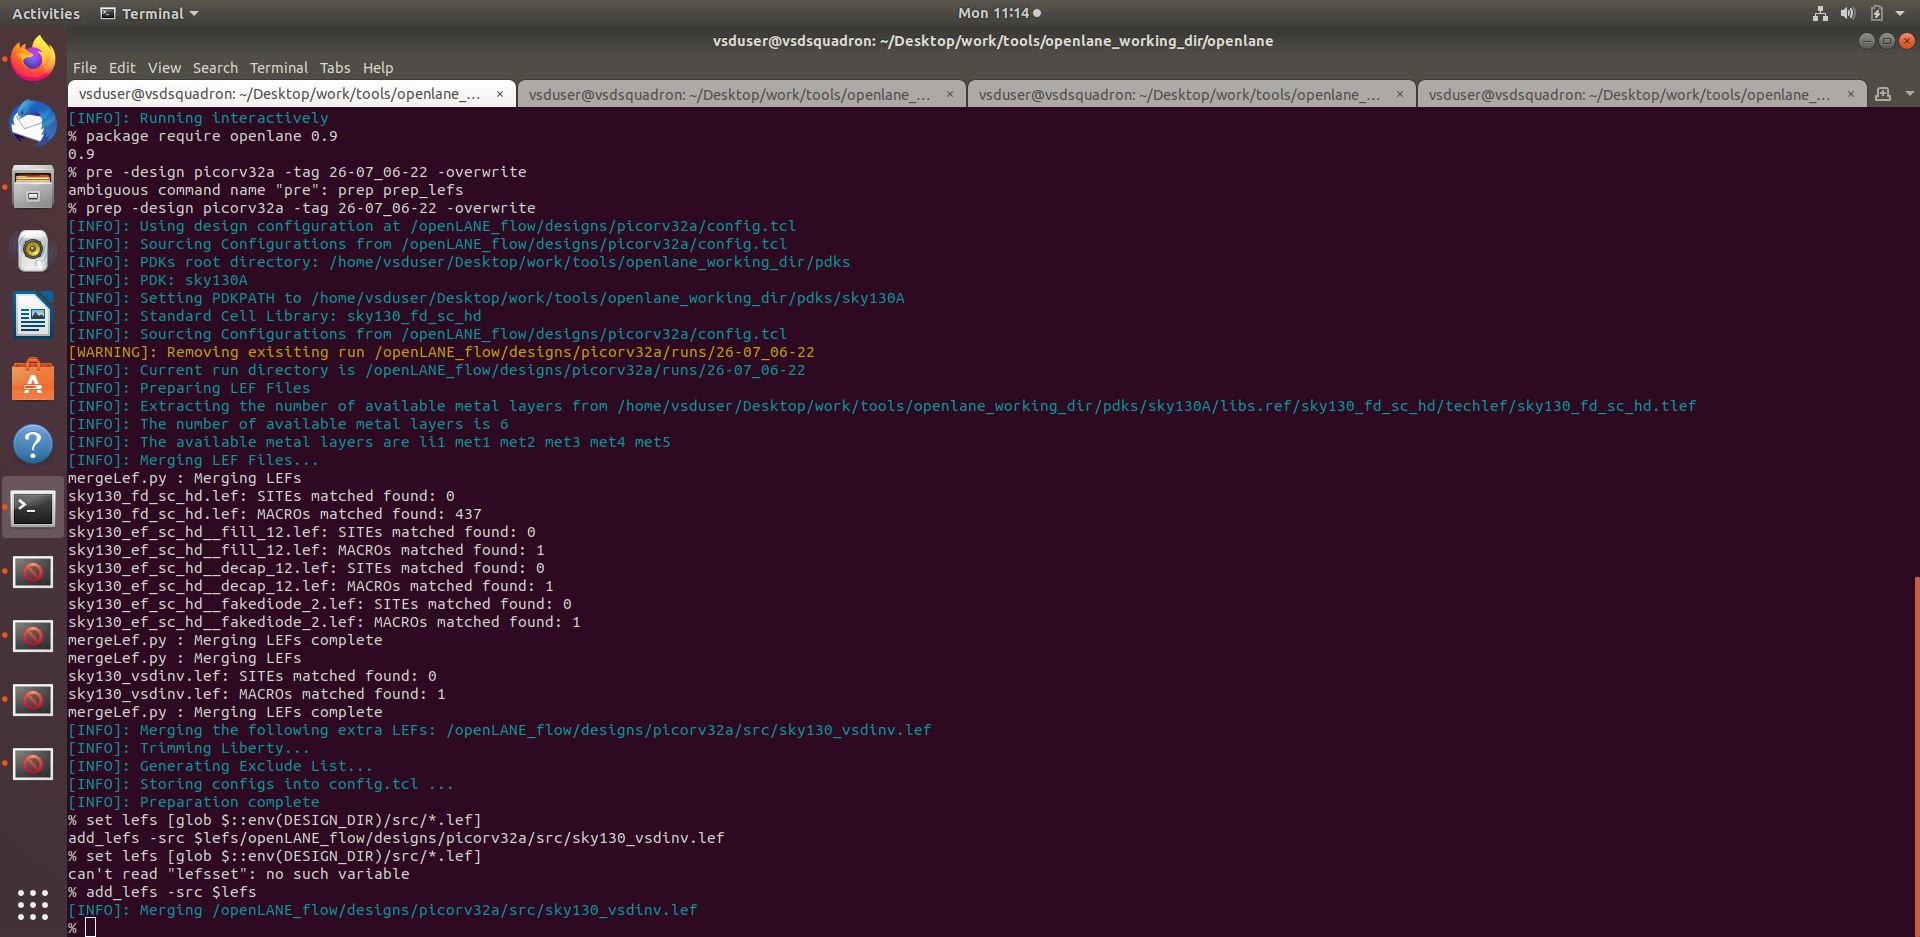 Activities
Terminal
Mon 11:14
vsduser@vsdsquadron: ~/Desktop/work/tools/openlane_working_dir/openlane
File Edit View Search Terminal Tabs Help
vsduser@vsdsquadron: ~/Desktop/work/tools/openlane_...
vsduser@vsdsquadron: ~/Desktop/work/tools/openlane_...
vsduser@vsdsquadron: ~/Desktop/work/tools/openlane_...
vsduser@vsdsquadron: ~/Desktop/work/tools/openlane_...
[INFO]: Running interactively
% package require openlane 0.9
0.9
% pre -design picorv32a -tag 26-07_06-22 -overwrite
ambiguous command name "pre": prep prep_lefs
% prep -design picorv32a -tag 26-07_06-22 -overwrite
[INFO]: Using design configuration at /openLANE_flow/designs/picorv32a/config.tcl
[INFO]: Sourcing Configurations from /openLANE_flow/designs/picorv32a/config.tcl
[INFO]: PDKs root directory: /home/vsduser/Desktop/work/tools/openlane_working_dir/pdks
[INFO]: PDK: sky130A
[INFO]: Setting PDKPATH to /home/vsduser/Desktop/work/tools/openlane_working_dir/pdks/sky130A
[INFO]: Standard Cell Library: sky130_fd_sc_hd
[INFO]: Sourcing Configurations from /openLANE_flow/designs/picorv32a/config.tcl
[WARNING]: Removing exisiting run /openLANE_flow/designs/picorv32a/runs/26-07_06-22
[INFO]: Current run directory is /openLANE_flow/designs/picorv32a/runs/26-07_06-22
[INFO]: Preparing LEF Files
[INFO]: Extracting the number of available metal layers from /home/vsduser/Desktop/work/tools/openlane_working_dir/pdks/sky130A/libs.ref/sky130_fd_sc_hd/techlef/sky130_fd_sc_hd.tlef
[INFO]: The number of available metal layers is 6
[INFO]: The available metal layers are li1 met1 met2 met3 met4 met5
[INFO]: Merging LEF Files...
mergeLef.py : Merging LEFs
sky130_fd_sc_hd.lef: SITEs matched found: 0
sky130_fd_sc_hd.lef: MACROs matched found: 437
sky130_ef_sc_hd__fill_12.lef: SITEs matched found: 0
sky130_ef_sc_hd__fill_12.lef: MACROs matched found: 1
sky130_ef_sc_hd__decap_12.lef: SITEs matched found: 0
sky130_ef_sc_hd__decap_12.lef: MACROs matched found: 1
sky130_ef_sc_hd__fakediode_2.lef: SITEs matched found: 0
sky130_ef_sc_hd__fakediode_2.lef: MACROs matched found: 1
mergeLef.py : Merging LEFs complete
mergeLef.py : Merging LEFs
sky130_vsdinv.lef: SITEs matched found: 0
sky130_vsdinv.lef: MACROs matched found: 1
mergeLef.py : Merging LEFs complete
[INFO]: Merging the following extra LEFs: /openLANE_flow/designs/picorv32a/src/sky130_vsdinv.lef
[INFO]: Trimming Liberty...
[INFO]: Generating Exclude List...
[INFO]: Storing configs into config.tcl ...
[INFO]: Preparation complete
% set lefs [glob $::env(DESIGN_DIR)/src/*.lef]
add_lefs -src $lefs/openLANE_flow/designs/picorv32a/src/sky130_vsdinv.lef
% set lefs [glob $::env(DESIGN_DIR)/src/*.lef]
can't read "lefsset": no such variable
% add_lefs -src $lefs
[INFO]: Merging /openLANE_flow/designs/picorv32a/src/sky130_vsdinv.lef
%